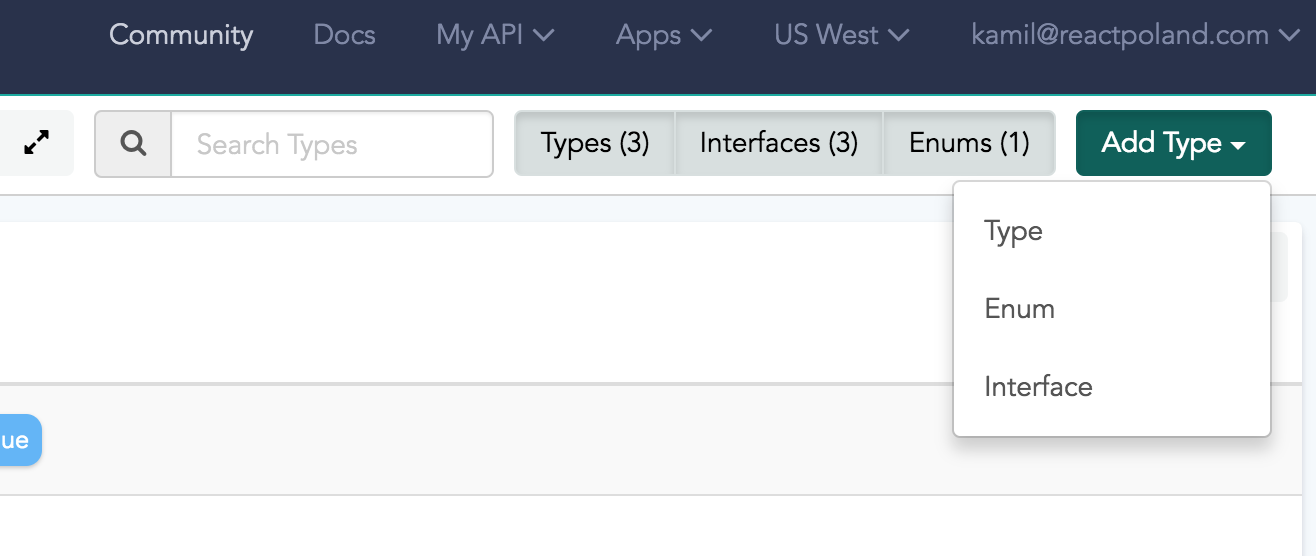 Community Docs My API Apps US West kamil@reactpoland.com
Search Types Types (3) Interfaces (3) Enums (1) Add Type
Type
Enum
Interface
ue